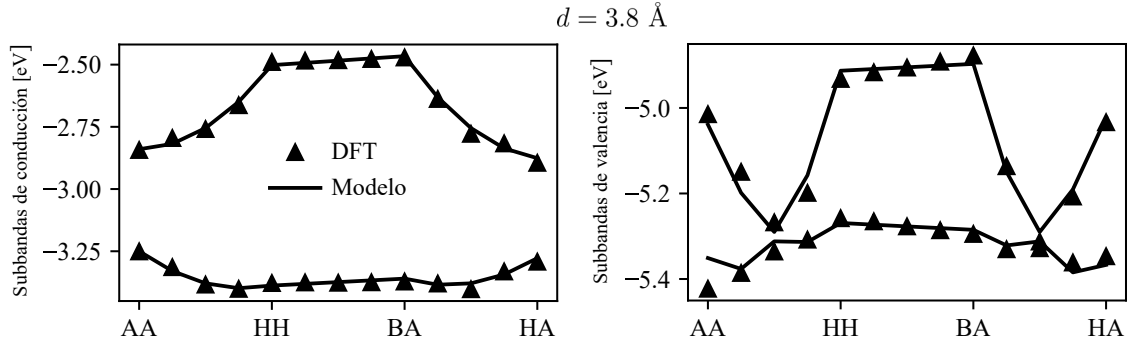 d = 3.8 Å
Subbandas de conducción [eV]
−2.50
−2.75
−3.00
−3.25
DFT
Modelo
AA
HH
BA
HA
Subbandas de valencia [eV]
−5.0
−5.2
−5.4
AA
HH
BA
HA